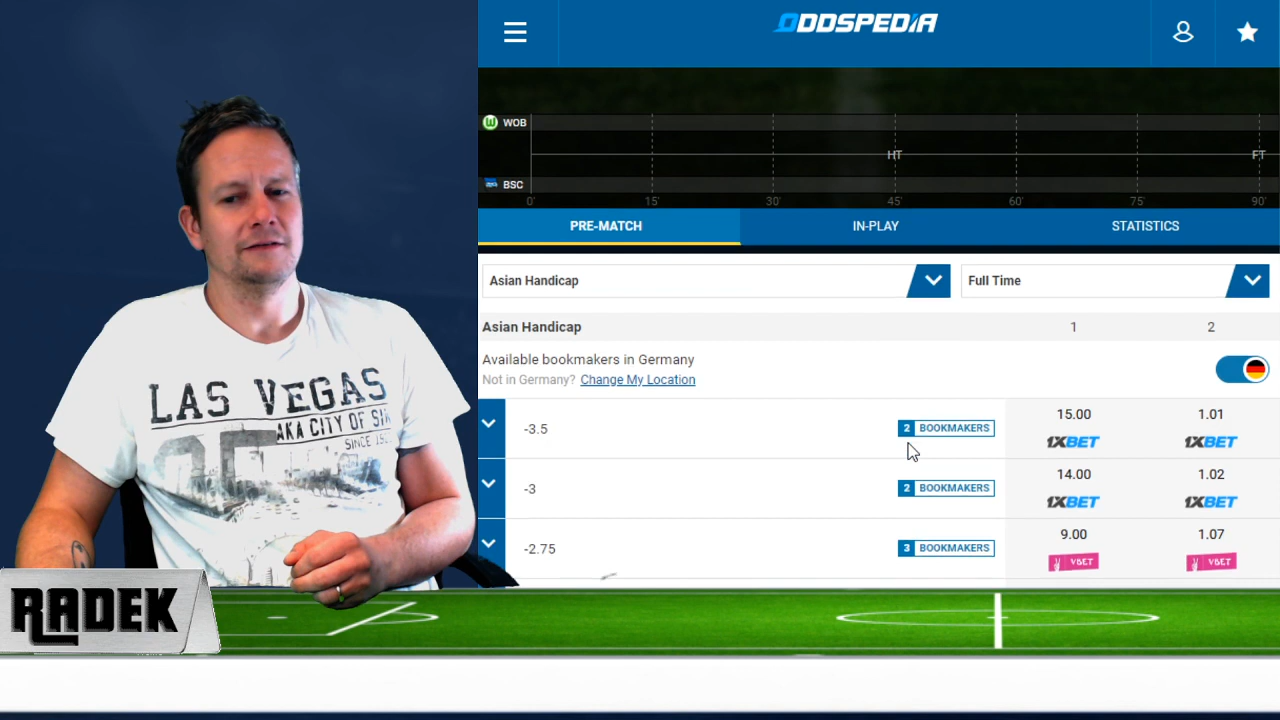 ODDSPEDIA
WOB
HT
FT
BSC
0' 15' 30' 45' 60' 75' 90'
PRE-MATCH IN-PLAY STATISTICS
Asian Handicap Full Time
Asian Handicap 1 2
Available bookmakers in Germany
Not in Germany? Change My Location
-3.5 2 BOOKMAKERS 15.00 1.01
1XBET 1XBET
-3 2 BOOKMAKERS 14.00 1.02
1XBET 1XBET
-2.75 3 BOOKMAKERS 9.00 1.07
VBET VBET
LAS VEGAS
AKA CITY OF SIN
SINCE
RADEK